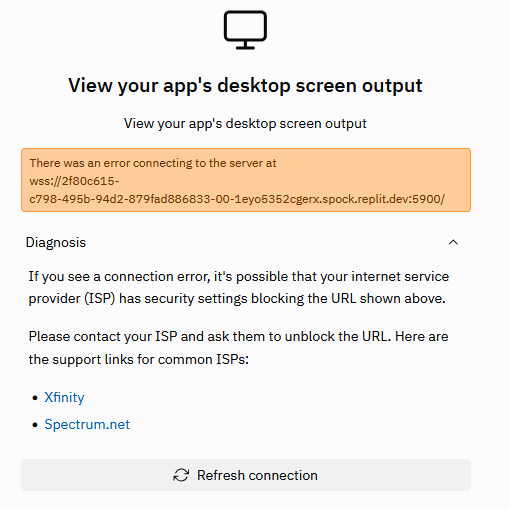 View your app's desktop screen output
View your app's desktop screen output
There was an error connecting to the server at
wss://2f80c615-
c798-495b-94d2-879fad886833-00-1eyo5352cgerx.spock.replit.dev:5900/
Diagnosis
If you see a connection error, it's possible that your internet service
provider (ISP) has security settings blocking the URL shown above.
Please contact your ISP and ask them to unblock the URL. Here are
the support links for common ISPs:
• Xfinity
• Spectrum.net
Refresh connection